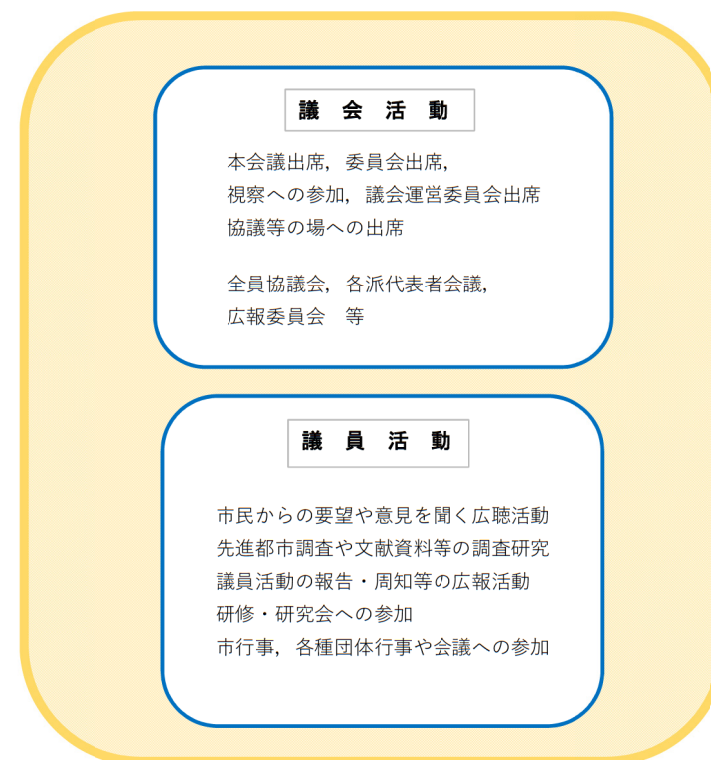 議 会 活 動
本会議出席，委員会出席，
視察への参加，議会運営委員会出席
協議等の場への出席
全員協議会，各派代表者会議，
広報委員会　等
議 員 活 動
市民からの要望や意見を聞く広聴活動
先進都市調査や文献資料等の調査研究
議員活動の報告・周知等の広報活動
研修・研究会への参加
市行事，各種団体行事や会議への参加